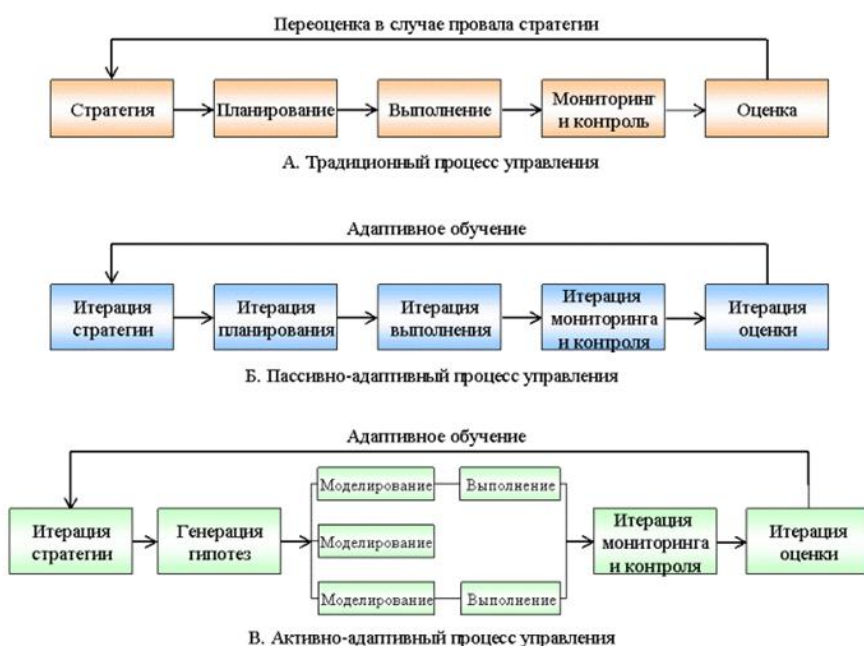 Переоценка в случае провала стратегии
Стратегия
Планирование
Выполнение
Мониторинг
и контроль
Оценка
А. Традиционный процесс управления
Адаптивное обучение
Итерация
стратегии
Итерация
планирования
Итерация
выполнения
Итерация
мониторинга
и контроля
Итерация
оценки
Б. Пассивно-адаптивный процесс управления
Адаптивное обучение
Итерация
стратегии
Генерация
гипотез
Моделирование
Выполнение
Моделирование
Моделирование
Выполнение
Итерация
мониторинга
и контроля
Итерация
оценки
В. Активно-адаптивный процесс управления